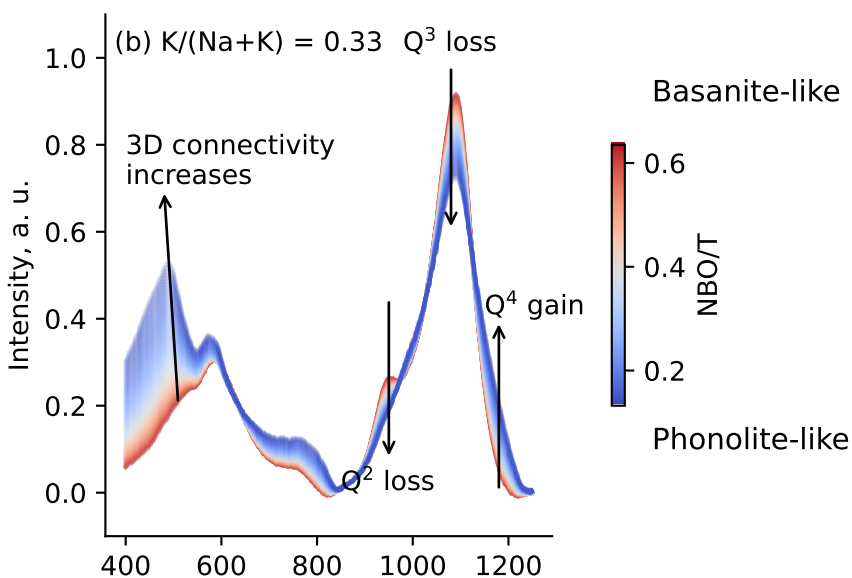 (b) K/(Na+K) = 0.33 Q³ loss
1.0
Basanite-like
3D connectivity
increases
0.8
0.6
0.6
Intensity, a. u.
NBO/T
0.4
0.4
Q⁴ gain
0.2
0.2
Phonolite-like
Q² loss
0.0
400 600 800 1000 1200